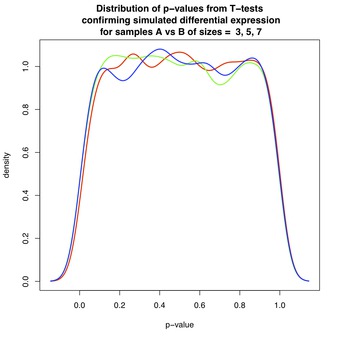 Distribution of p−values from T−tests
confirming simulated differential expression
for samples A vs B of sizes = 3, 5, 7
density
1.0
0.8
0.6
0.4
0.2
0.0
0.0 0.2 0.4 0.6 0.8 1.0
p−value